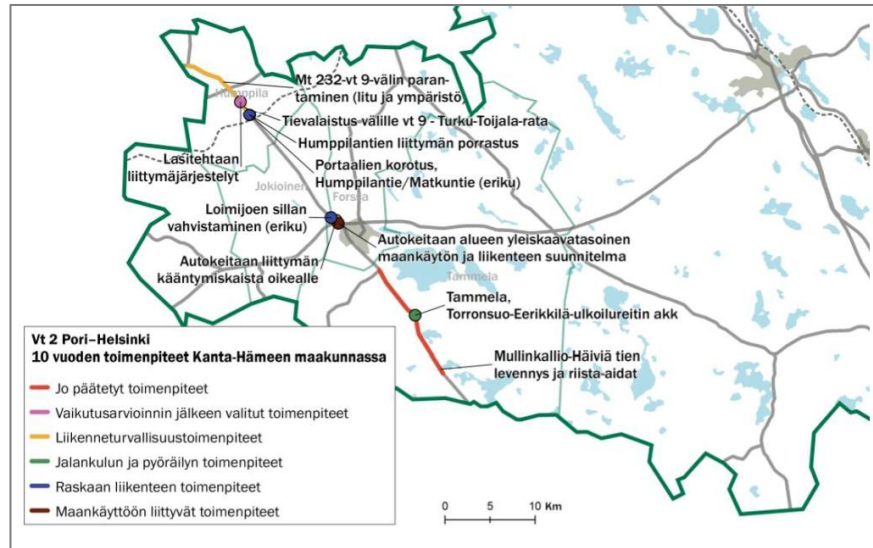 Humppila
Mt 232-vt 9-välin paran-
taminen (litu ja ympäristö)
Tievalaistus välille vt 9 - Turku-Toijala-rata
Humppilantien liittymän porrastus
Lasitehtaan
liittymäjärjestelyt
Portaalien korotus,
Humppilantie/Matkuntie (eriku)
Jokioinen
Forssa
Loimijoen sillan
vahvistaminen (eriku)
Autokeitaan alueen yleiskaavatasoinen
maankäytön ja liikenteen suunnitelma
Autokeitaan liittymän
kääntymiskaista oikealle
Tammela
Tammela,
Torronsuo-Eerikkilä-ulkoilureitin akk
Mullinkallio-Häiviä tien
levennys ja riista-aidat
Vt 2 Pori–Helsinki
10 vuoden toimenpiteet Kanta-Hämeen maakunnassa
Jo päätetyt toimenpiteet
Vaikutusarvioinnin jälkeen valitut toimenpiteet
Liikenneturvallisuustoimenpiteet
Jalankulun ja pyöräilyn toimenpiteet
Raskaan liikenteen toimenpiteet
Maankäyttöön liittyvät toimenpiteet
0 5 10 Km